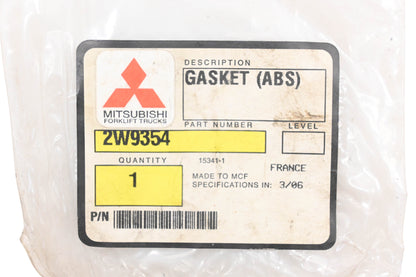 DESCRIPTION
GASKET (ABS)
MITSUBISHI
FORKLIFT TRUCKS
PART NUMBER
LEVEL
2W9354
QUANTITY
15341-1
1
FRANCE
MADE TO MCF
SPECIFICATIONS IN: 3/06
P/N